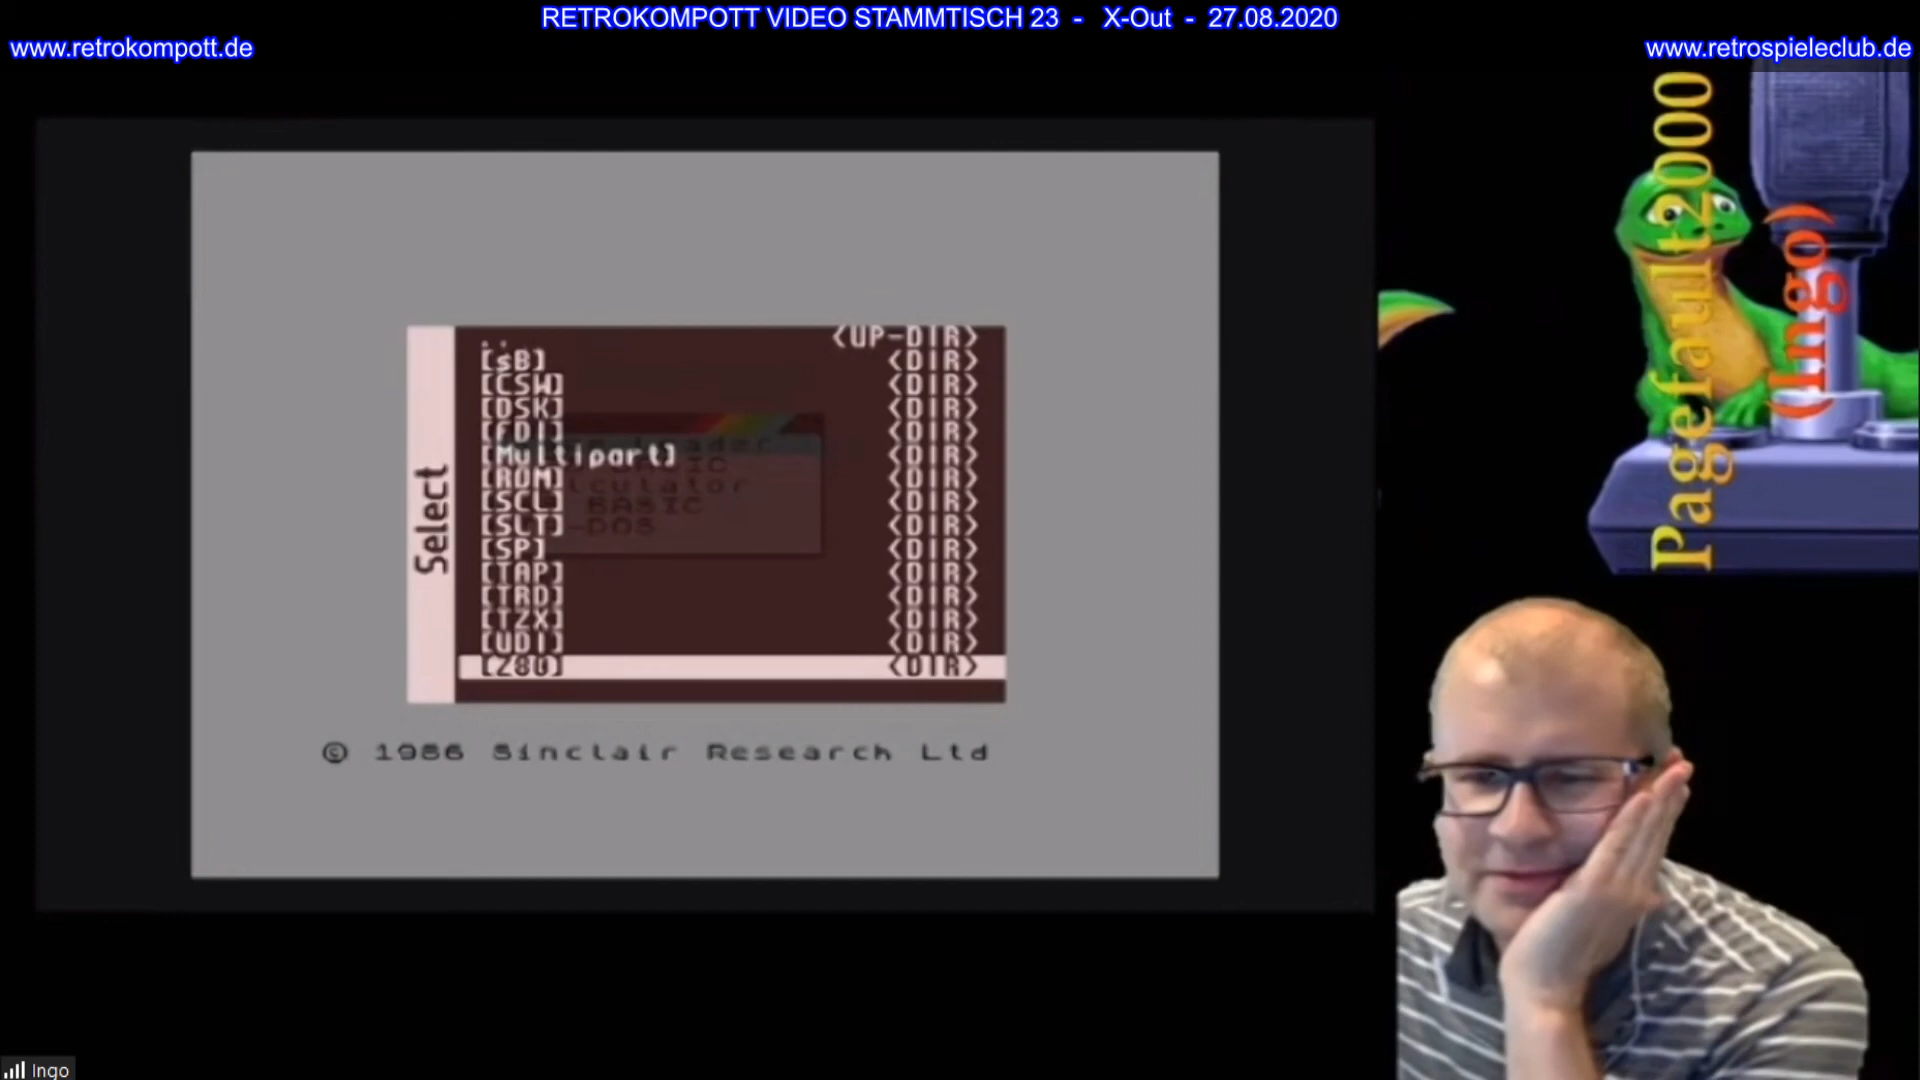 RETROKOMPOTT VIDEO STAMMTISCH 23 - X-Out - 27.08.2020
www.retrokompott.de
www.retrospieleclub.de
Pagefault2000
(Ingo)
Select
.. <UP-DIR>
[sB] <DIR>
[CSW] <DIR>
[DSK] <DIR>
[FDI] <DIR>
[Multipart] <DIR>
[ROM] <DIR>
[SCL] <DIR>
[SLT] <DIR>
[SP] <DIR>
[TAP] <DIR>
[TRD] <DIR>
[TZX] <DIR>
[UDI] <DIR>
[Z80] <DIR>
BASIC
© 1986 Sinclair Research Ltd
Ingo